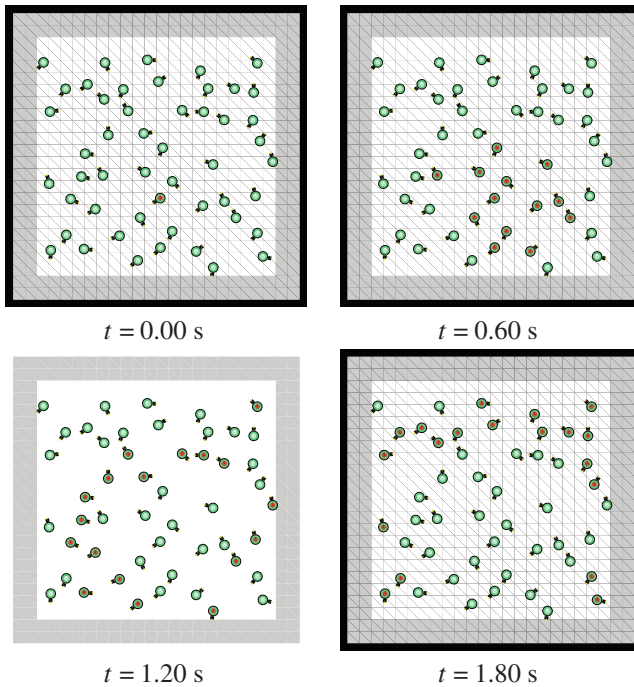 t = 0.00 s
t = 0.60 s
t = 1.20 s
t = 1.80 s